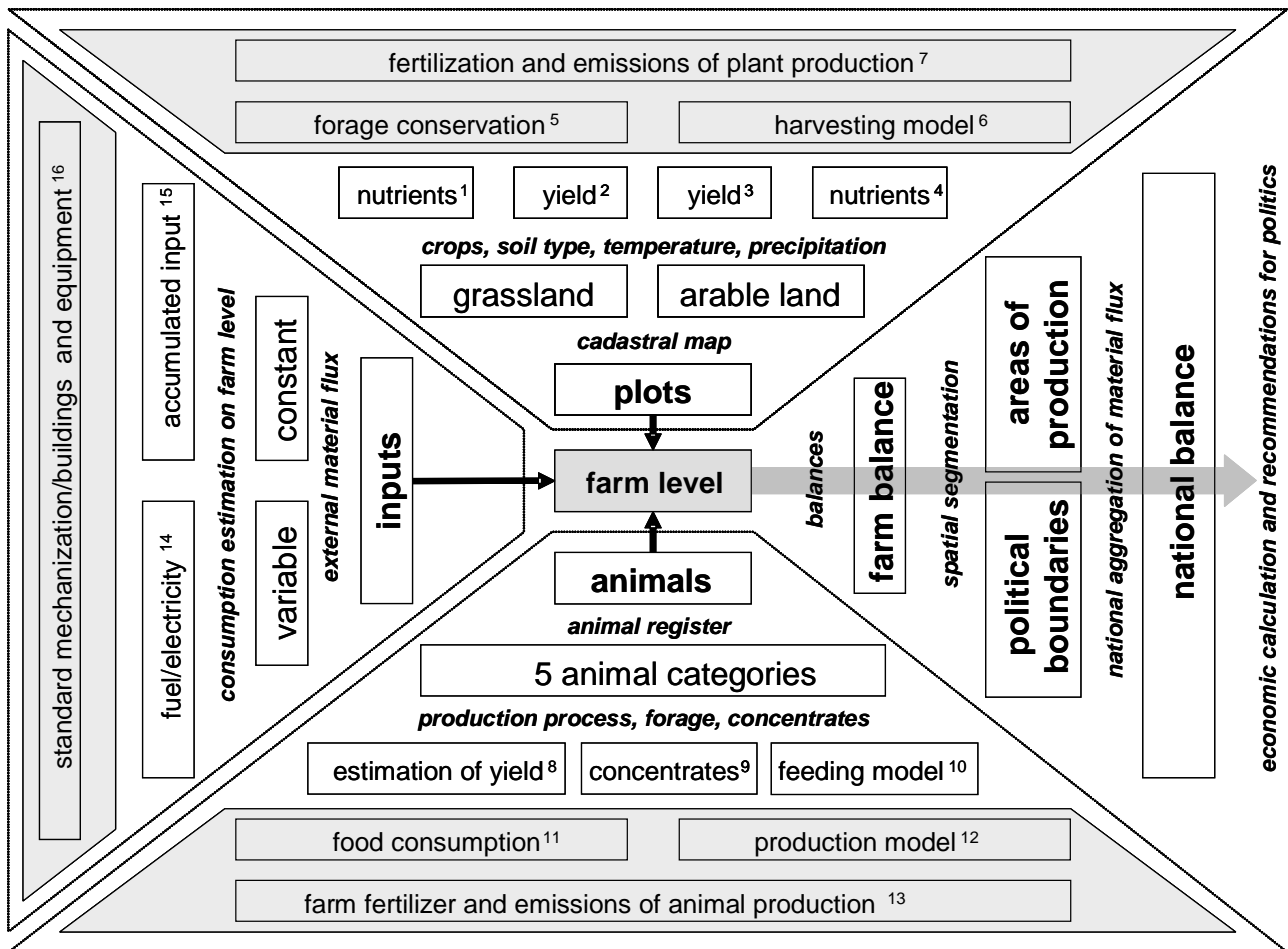 fertilization and emissions of plant production 7
forage conservation 5
harvesting model 6
nutrients 1
yield 2
yield 3
nutrients 4
crops, soil type, temperature, precipitation
grassland
arable land
cadastral map
plots
farm level
animals
animal register
5 animal categories
production process, forage, concentrates
estimation of yield 8
concentrates 9
feeding model 10
food consumption 11
production model 12
farm fertilizer and emissions of animal production 13
standard mechanization/buildings and equipment 16
accumulated input 15
fuel/electricity 14
consumption estimation on farm level
constant
variable
external material flux
inputs
balances
farm balance
spatial segmentation
areas of
production
political
boundaries
national aggregation of material flux
national balance
economic calculation and recommendations for politics